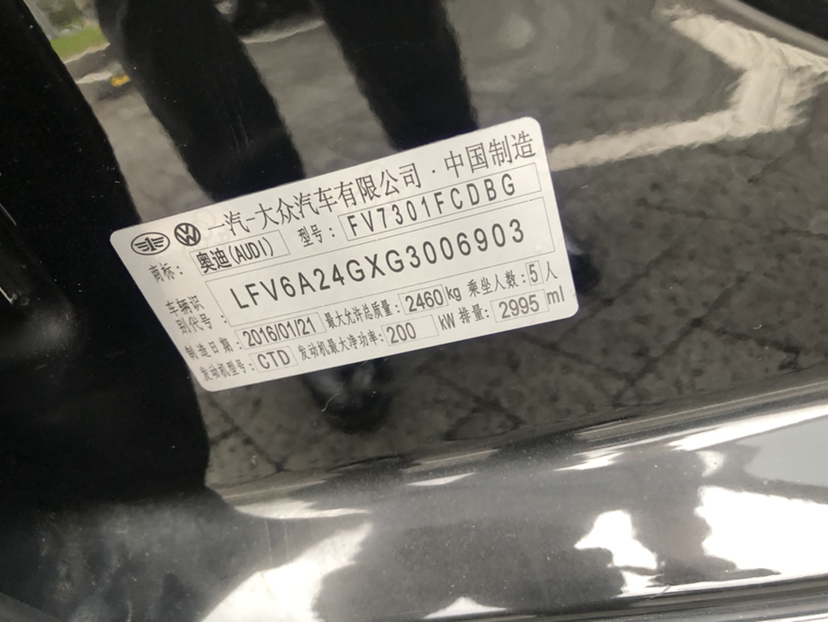 一汽-大众汽车有限公司·中国制造
商标: 奥迪(AUDI) 型号: FV7301FCDBG
车辆识别代号: LFV6A24GXG3006903
制造日期: 2016/01/21 最大允许总质量: 2460 kg 乘坐人数: 5 人
发动机型号: CTD 发动机最大净功率: 200 kW 排量: 2995 ml